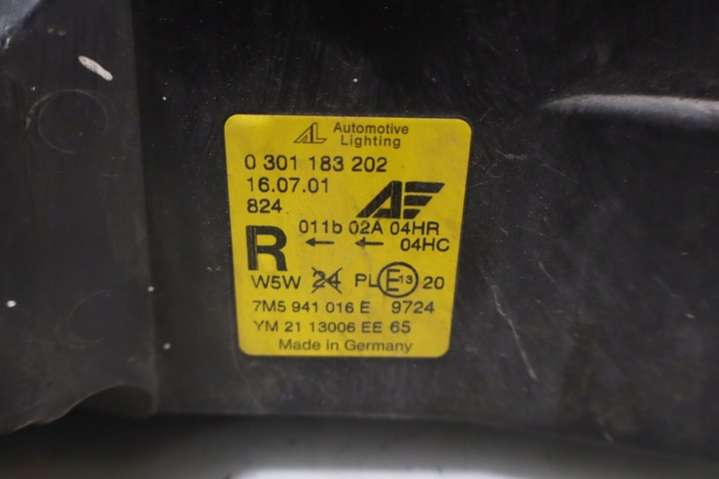 AL Automotive
Lighting
0 301 183 202
16.07.01
824
011b 02A 04HR
R ← ← 04HC
W5W 24 PL E13 20
7M5 941 016 E 9724
YM 21 13006 EE 65
Made in Germany